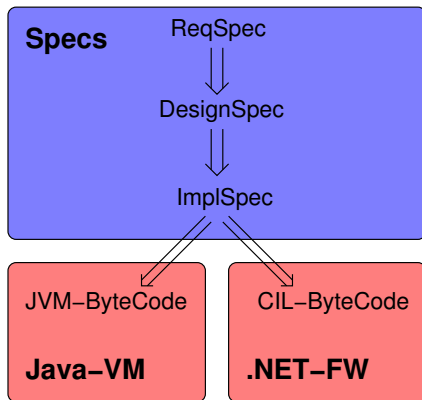 Specs
ReqSpec
DesignSpec
ImplSpec
JVM–ByteCode
CIL–ByteCode
Java–VM
.NET–FW